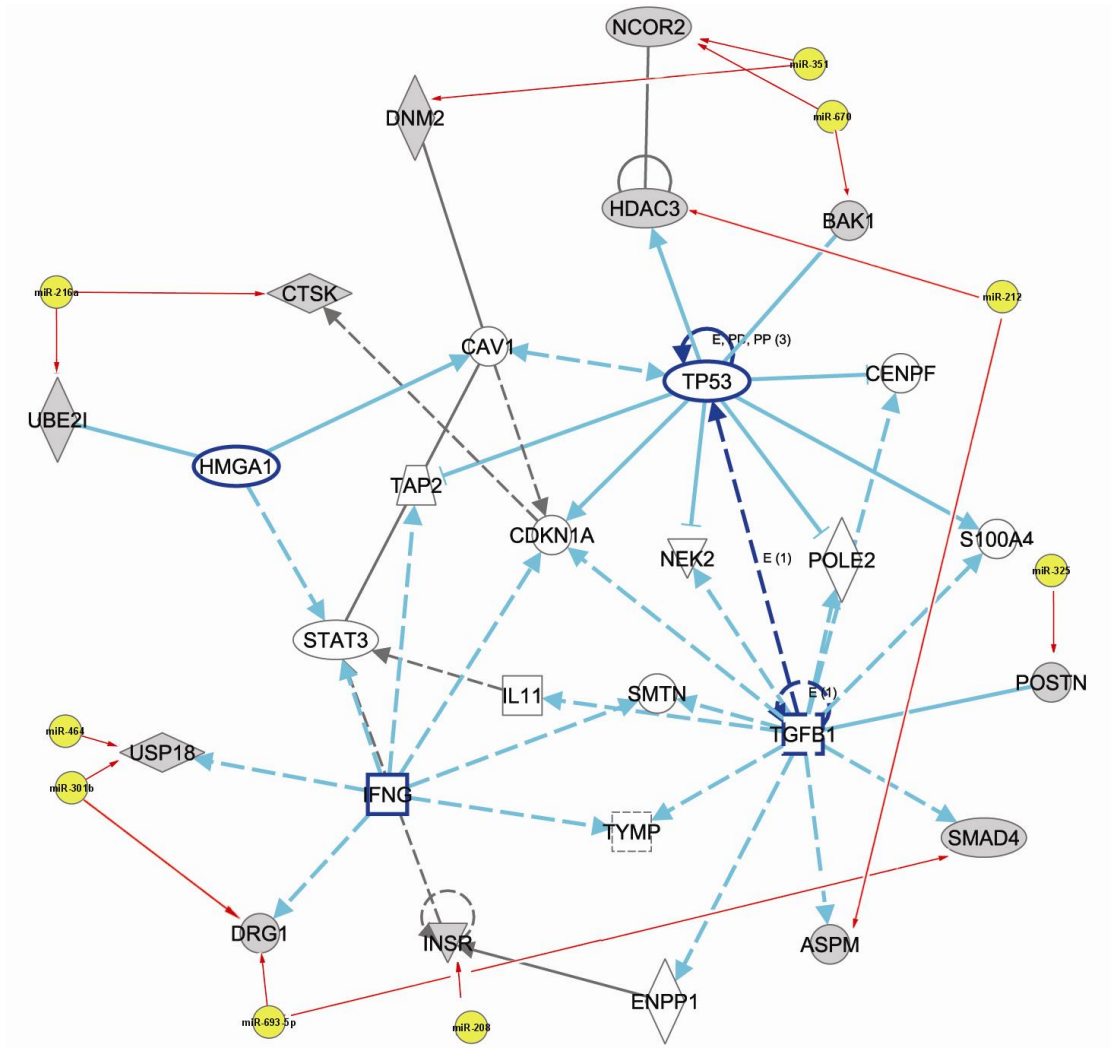 NCOR2
miR-351
DNM2
miR-670
HDAC3
BAK1
miR-216a
CTSK
miR-212
CAV1
E, PD, PP (3)
TP53
CENPF
UBE2I
HMGA1
TAP2
CDKN1A
NEK2
E (1)
POLE2
S100A4
miR-325
STAT3
IL11
SMTN
E (1)
POSTN
miR-464
TGFB1
USP18
miR-301b
IFNG
TYMP
SMAD4
DRG1
INSR
ASPM
ENPP1
miR-693-5p
miR-208